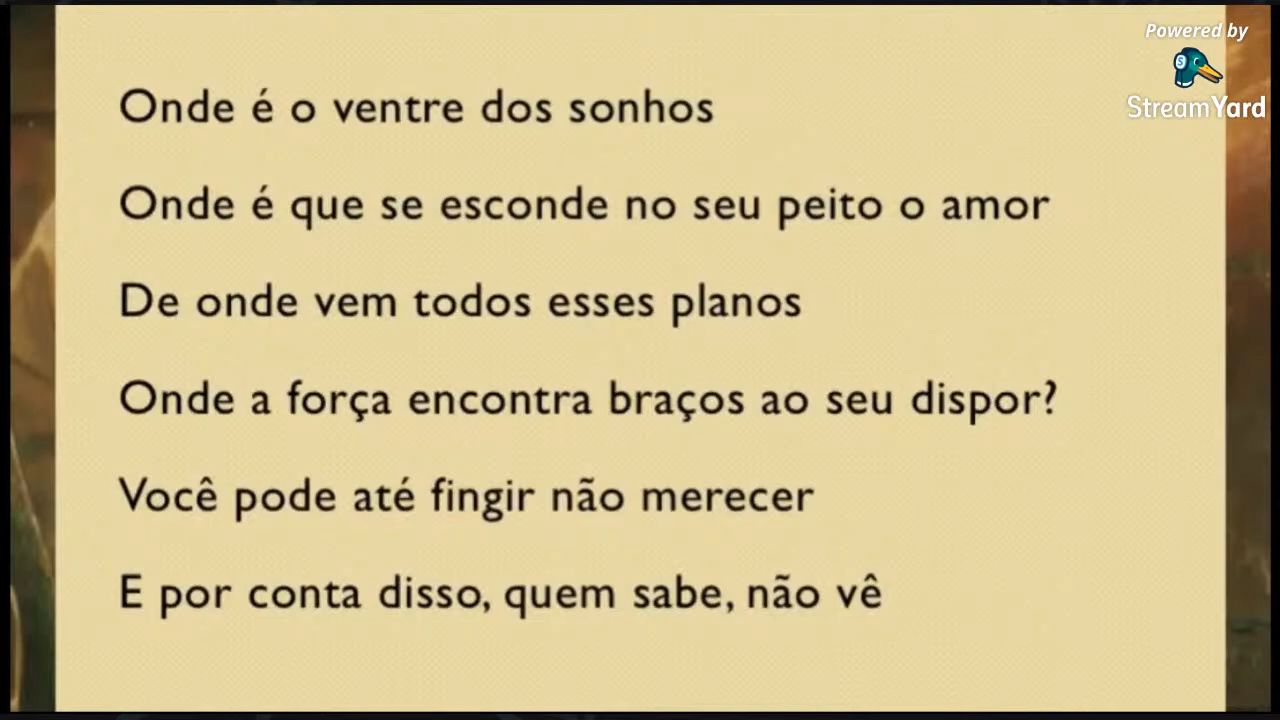 Powered by
StreamYard
Onde é o ventre dos sonhos
Onde é que se esconde no seu peito o amor
De onde vem todos esses planos
Onde a força encontra braços ao seu dispor?
Você pode até fingir não merecer
E por conta disso, quem sabe, não vê